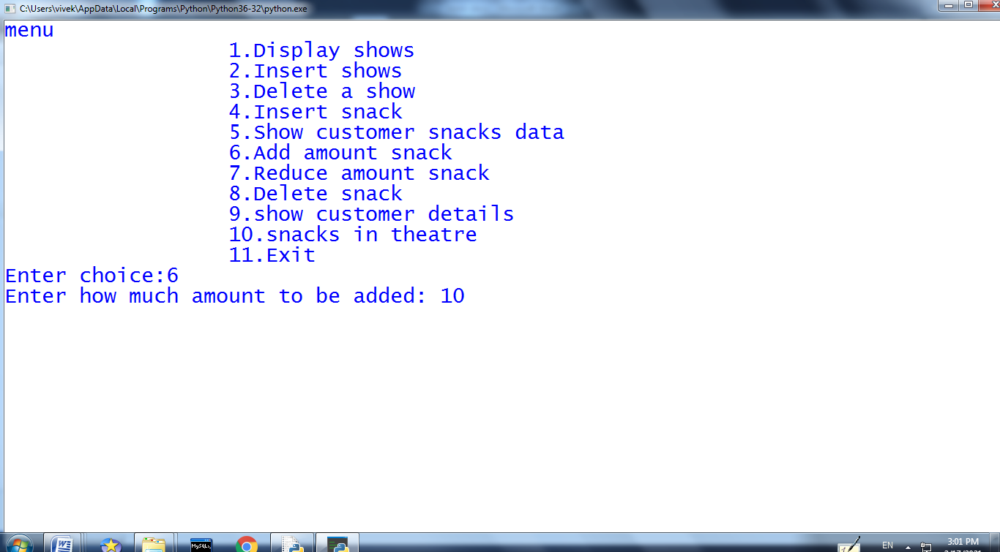 C:\Users\vivek\AppData\Local\Programs\Python\Python36-32\python.exe
menu
1.Display shows
2.Insert shows
3.Delete a show
4.Insert snack
5.Show customer snacks data
6.Add amount snack
7.Reduce amount snack
8.Delete snack
9.show customer details
10.snacks in theatre
11.Exit
Enter choice:6
Enter how much amount to be added: 10
MySQL
EN
3:01 PM